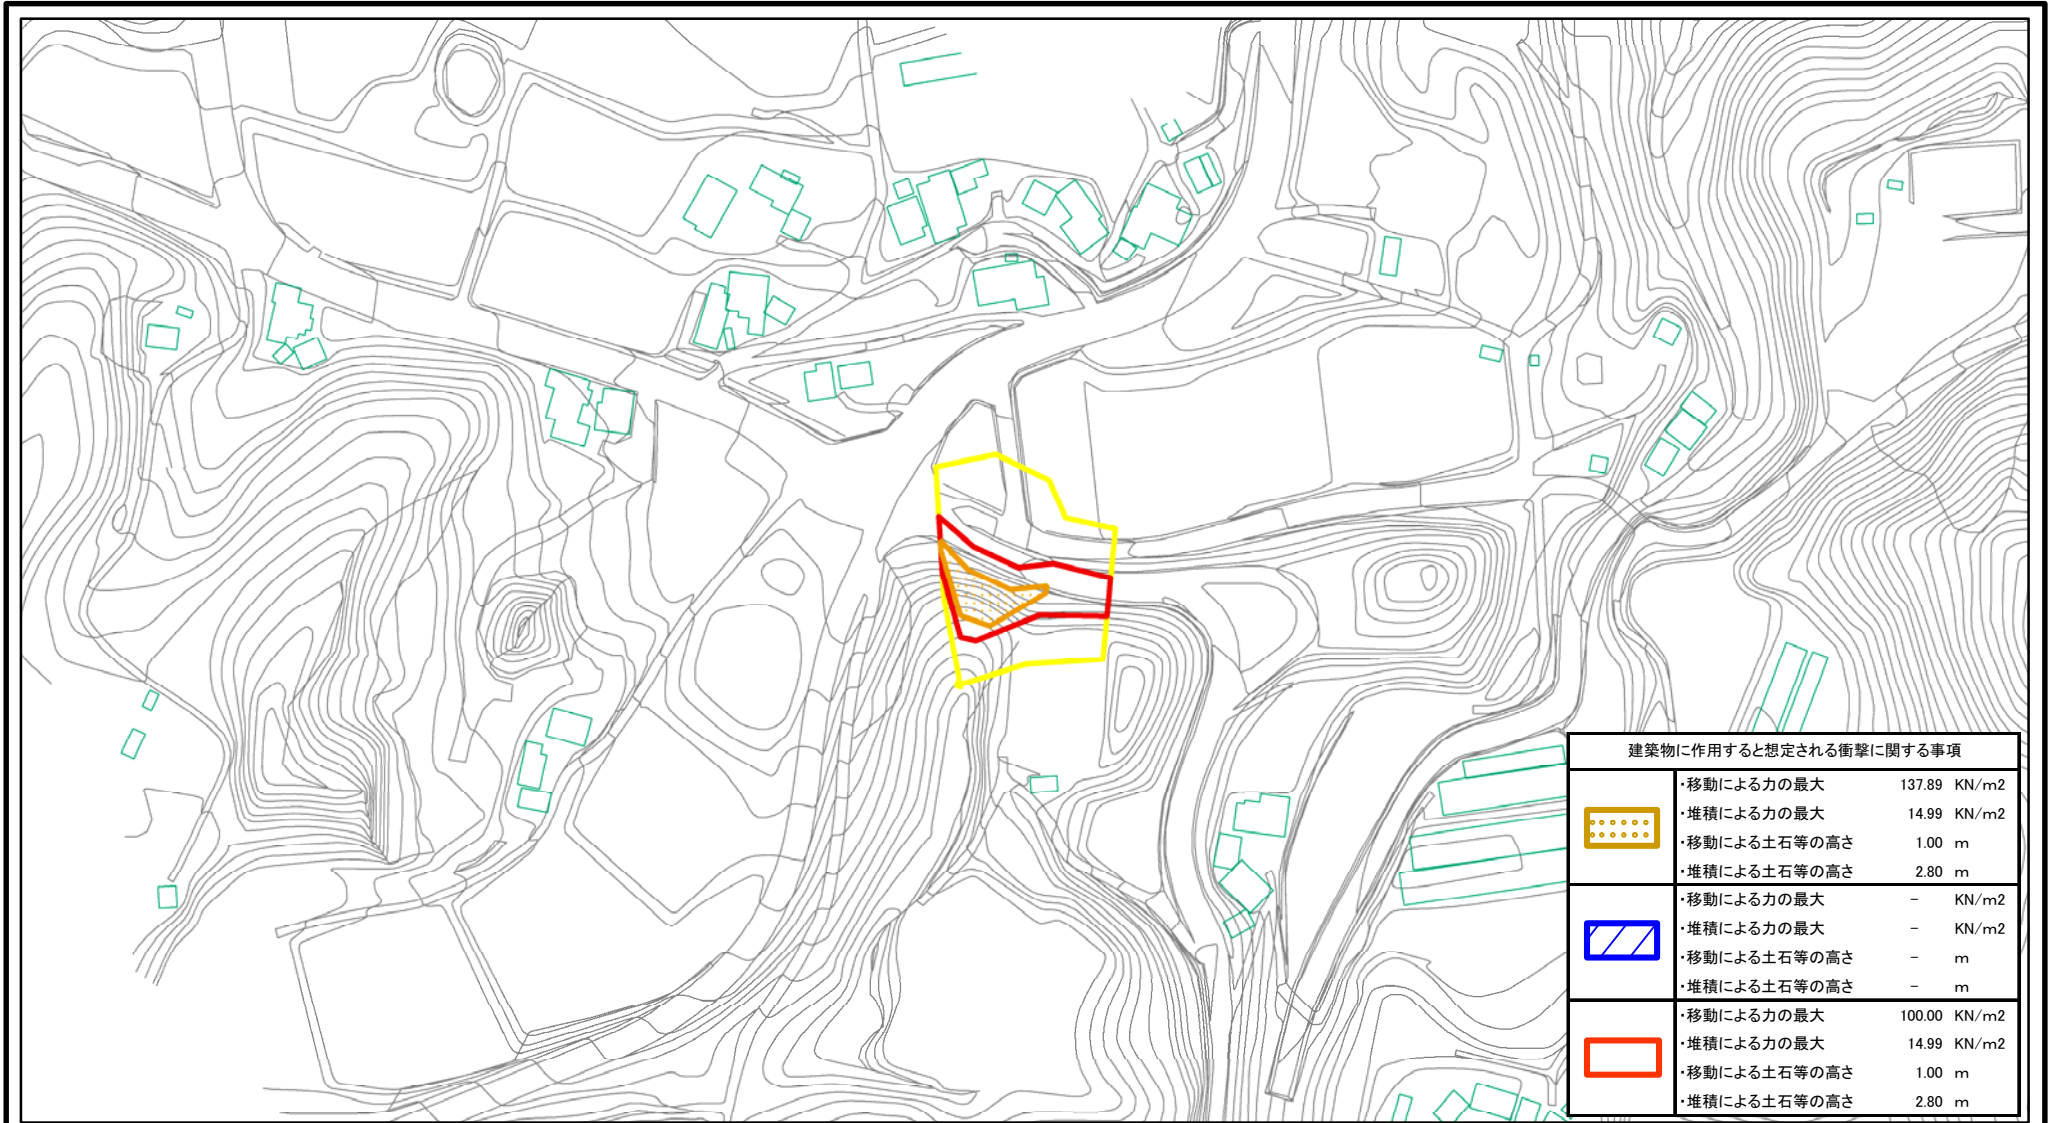 建築物に作用すると想定される衝撃に関する事項
・移動による力の最大 137.89 KN/m2
・堆積による力の最大 14.99 KN/m2
・移動による土石等の高さ 1.00 m
・堆積による土石等の高さ 2.80 m
・移動による力の最大 － KN/m2
・堆積による力の最大 － KN/m2
・移動による土石等の高さ － m
・堆積による土石等の高さ － m
・移動による力の最大 100.00 KN/m2
・堆積による力の最大 14.99 KN/m2
・移動による土石等の高さ 1.00 m
・堆積による土石等の高さ 2.80 m